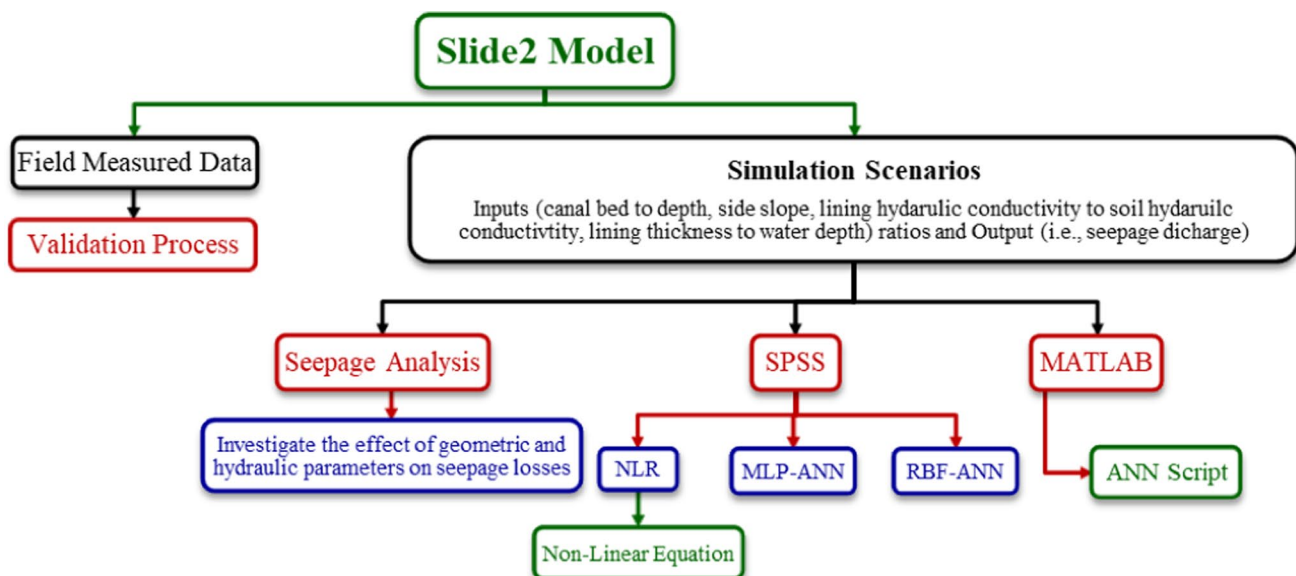 Slide2 Model
Field Measured Data
Validation Process
Simulation Scenarios
Inputs (canal bed to depth, side slope, lining hydarulic conductivity to soil hydaruilc
conductivtity, lining thickness to water depth) ratios and Output (i.e., seepage dicharge)
Seepage Analysis
SPSS
MATLAB
Investigate the effect of geometric and
hydraulic parameters on seepage losses
NLR
MLP-ANN
RBF-ANN
ANN Script
Non-Linear Equation